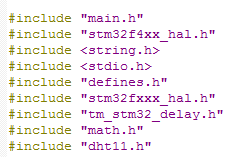 #include "main.h"
#include "stm32f4xx_hal.h"
#include <string.h>
#include <stdio.h>
#include "defines.h"
#include "stm32fxxx_hal.h"
#include "tm_stm32_delay.h"
#include "math.h"
#include "dht11.h"